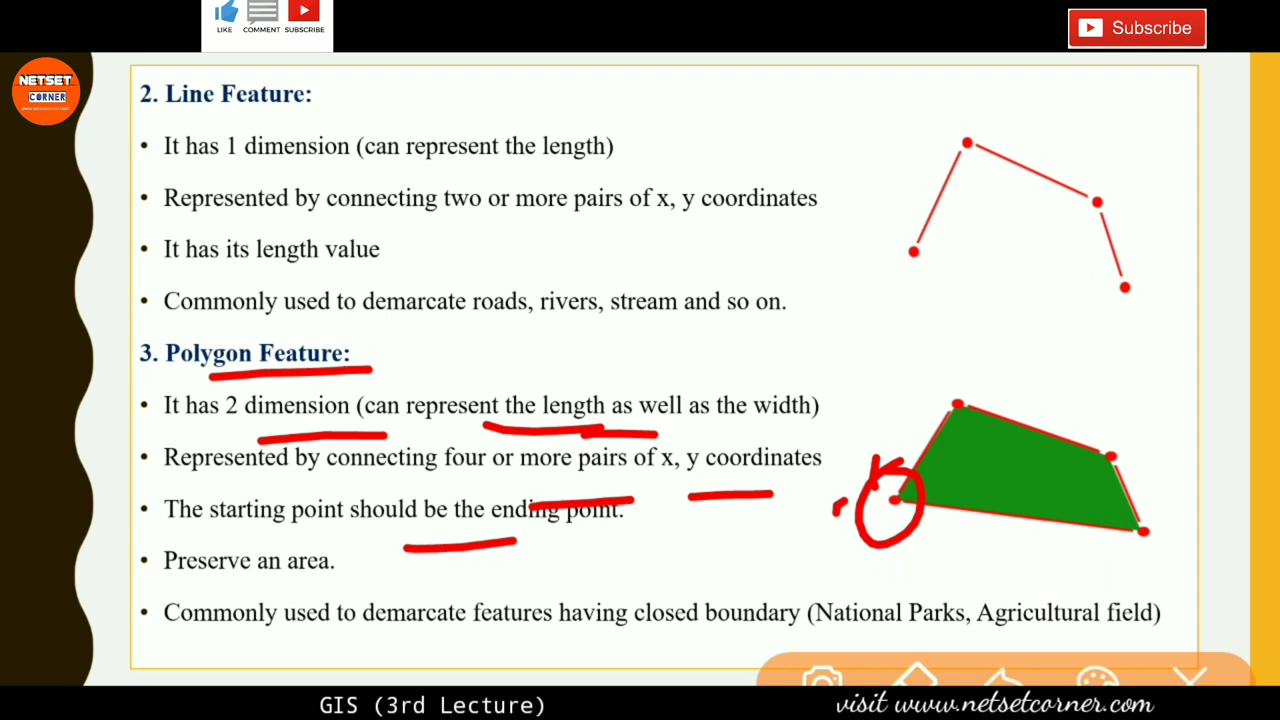 LIKE COMMENT SUBSCRIBE
Subscribe
NETSET
CORNER
www.netsetcorner.com
2. Line Feature:
• It has 1 dimension (can represent the length)
• Represented by connecting two or more pairs of x, y coordinates
• It has its length value
• Commonly used to demarcate roads, rivers, stream and so on.
3. Polygon Feature:
• It has 2 dimension (can represent the length as well as the width)
• Represented by connecting four or more pairs of x, y coordinates
• The starting point should be the ending point.
• Preserve an area.
• Commonly used to demarcate features having closed boundary (National Parks, Agricultural field)
GIS (3rd Lecture)
visit www.netsetcorner.com